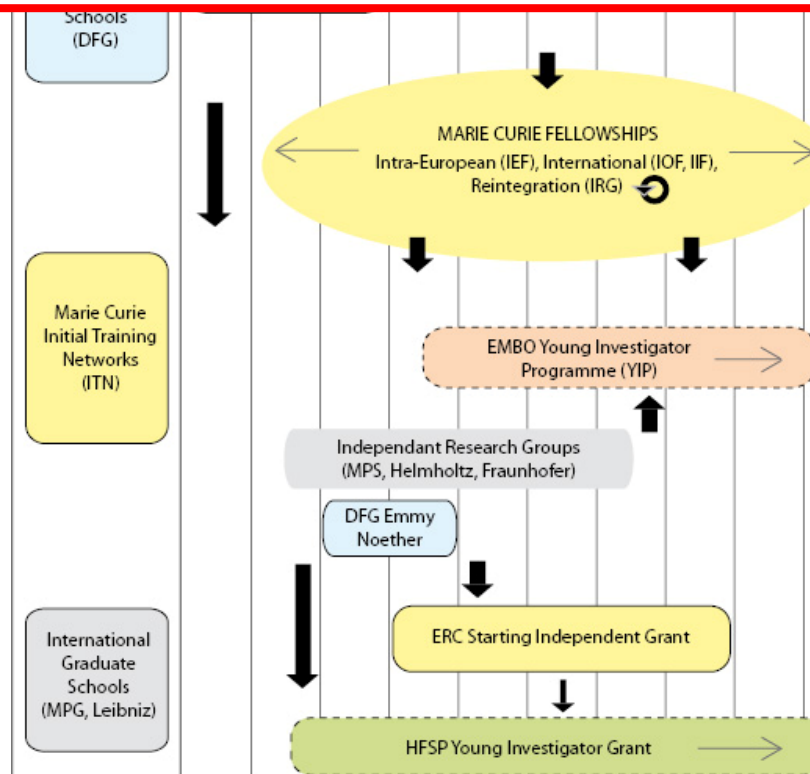 Schools
(DFG)
MARIE CURIE FELLOWSHIPS
Intra-European (IEF), International (IOF, IIF),
Reintegration (IRG)
Marie Curie
Initial Training
Networks
(ITN)
EMBO Young Investigator
Programme (YIP)
Independant Research Groups
(MPS, Helmholtz, Fraunhofer)
DFG Emmy
Noether
International
Graduate
Schools
(MPG, Leibniz)
ERC Starting Independent Grant
HFSP Young Investigator Grant